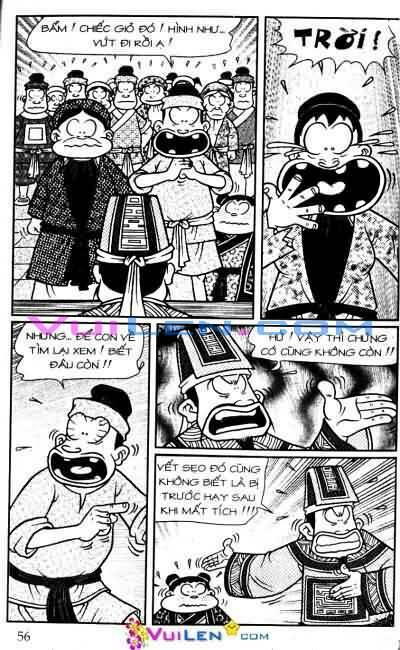 BẨM! CHIẾC GIỎ ĐÓ! HÌNH NHƯ...
VỨT ĐI RỒI Ạ!
TRỜI!
NHƯNG... ĐỂ CON VỀ
TÌM LẠI XEM! BIẾT
ĐÂU CÒN!!
HỪ! VẬY THÌ CHỨNG
CỚ CŨNG KHÔNG CÒN!!
VẾT SẸO ĐÓ CŨNG
KHÔNG BIẾT LÀ BỊ
TRƯỚC HAY SAU
KHI MẤT TÍCH!!!!
VuiLen.com
56
VuiLen.com